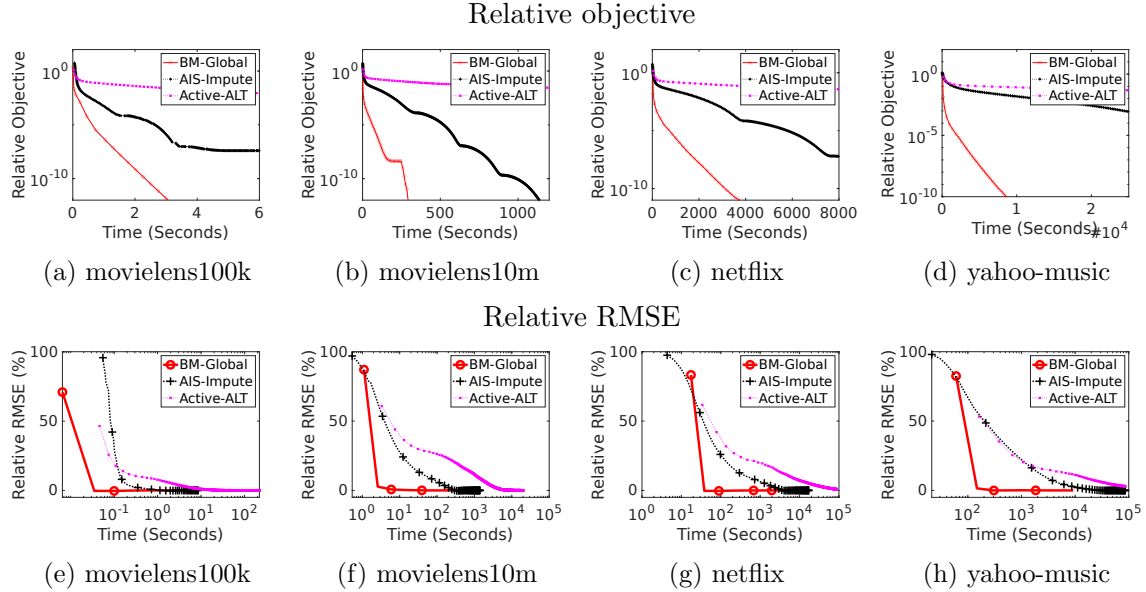 Relative objective
Relative Objective
10^0
10^-10
0 2 4 6
Time (Seconds)
BM-Global
AIS-Impute
Active-ALT
(a) movielens100k
Relative Objective
10^0
10^-10
0 500 1000
Time (Seconds)
BM-Global
AIS-Impute
Active-ALT
(b) movielens10m
Relative Objective
10^0
10^-10
0 2000 4000 6000 8000
Time (Seconds)
BM-Global
AIS-Impute
Active-ALT
(c) netflix
Relative Objective
10^0
10^-5
10^-10
0 1 2
Time (Seconds)
#10^4
BM-Global
AIS-Impute
Active-ALT
(d) yahoo-music
Relative RMSE
Relative RMSE (%)
100
50
0
10^-1 10^0 10^1 10^2
Time (Seconds)
BM-Global
AIS-Impute
Active-ALT
(e) movielens100k
Relative RMSE (%)
100
50
0
10^0 10^1 10^2 10^3 10^4 10^5
Time (Seconds)
BM-Global
AIS-Impute
Active-ALT
(f) movielens10m
Relative RMSE (%)
100
50
0
10^0 10^1 10^2 10^3 10^4 10^5
Time (Seconds)
BM-Global
AIS-Impute
Active-ALT
(g) netflix
Relative RMSE (%)
100
50
0
10^2 10^3 10^4 10^5
Time (Seconds)
BM-Global
AIS-Impute
Active-ALT
(h) yahoo-music